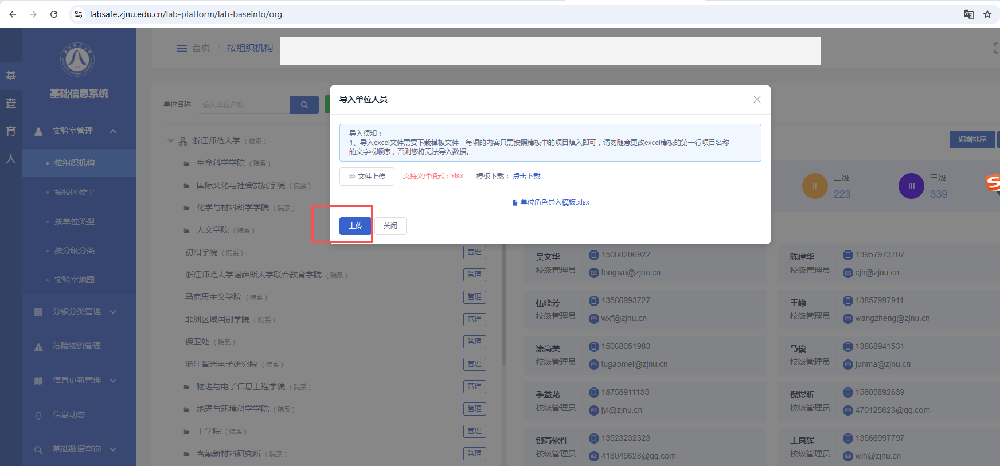 labsafe.zjnu.edu.cn/lab-platform/lab-baseinfo/org
基
查
育
人
基础信息系统
实验室管理
按组织机构
按校区楼宇
按单位类型
按分级分类
实验室地图
分级分类管理
危险物资管理
信息更新管理
信息动态
基础数据查询
首页 / 按组织机构
单位名称 输入单位名称
浙江师范大学（校级）
生命科学学院（院系）
国际文化与社会发展学院（院系）
化学与材料科学学院（院系）
人文学院（院系）
初阳学院（院系） 管理
浙江师范大学堪萨斯大学联合教育学院（院系） 管理
马克思主义学院（院系） 管理
非洲区域国别学院（院系） 管理
保卫处（院系） 管理
浙江省光电子研究院（院系） 管理
物理与电子信息工程学院（院系） 管理
地理与环境科学学院（院系） 管理
工学院（院系） 管理
含氟新材料研究所（院系） 管理
导入单位人员
导入须知：
1、导入excel文件需要下载模板文件，每项的内容只需按照模板中的项目填入即可，请勿随意更改excel模板的第一行项目名称
的文字或顺序，否则您将无法导入数据。
文件上传 支持文件格式：xlsx 模板下载： 点击下载
单位角色导入模板.xlsx
上传 关闭
编辑排序
II 二级 223
III 三级 339
吴文华 15088206922
校级管理员 tongwu@zjnu.cn
陈建华 13957973707
校级管理员 cjh@zjnu.cn
伍晓芳 13566993727
校级管理员 wxf@zjnu.cn
王峥 13857997911
校级管理员 wangzheng@zjnu.cn
涂高美 15068051983
校级管理员 tugaomei@zjnu.cn
马俊 13868941531
校级管理员 junma@zjnu.cn
季益龙 18758911135
校级管理员 jyl@zjnu.cn
倪煜昕 15605892639
校级管理员 470125623@qq.com
创高软件 13523232323
校级管理员 418049628@qq.com
王良辉 13566997797
校级管理员 wlh@zjnu.cn